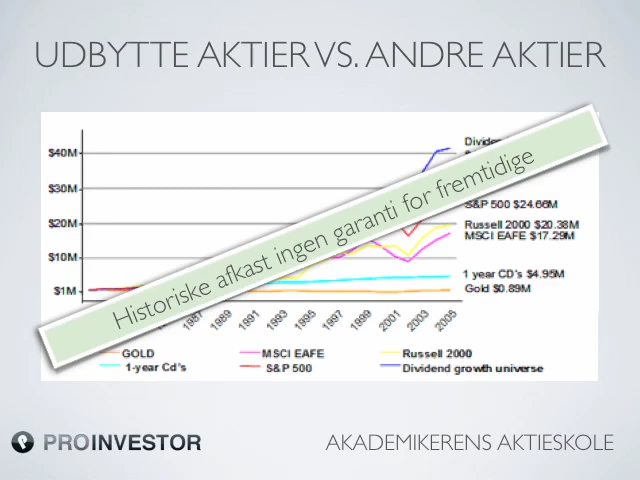 UDBYTTE AKTIER VS. ANDRE AKTIER
$40M
$30M
$20M
$10M
$1M
S&P 500 $24.66M
Russell 2000 $20.38M
MSCI EAFE $17.29M
1 year CD's $4.95M
Gold $0.89M
Historiske afkast ingen garanti for fremtidige
1987 1989 1991 1993 1995 1997 1999 2001 2003 2005
GOLD MSCI EAFE Russell 2000
1-year Cd's S&P 500 Dividend growth universe
PROINVESTOR
AKADEMIKERENS AKTIESKOLE